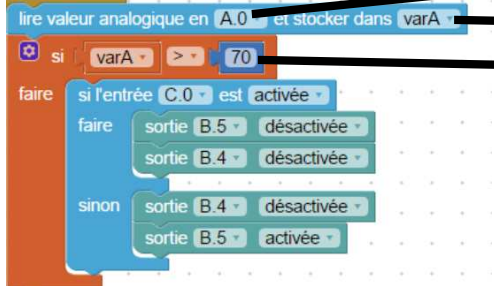 lire valeur analogique en A.0 et stocker dans varA
si varA > 70
faire si l'entrée C.0 est activée
faire sortie B.5 désactivée
sortie B.4 désactivée
sinon sortie B.4 désactivée
sortie B.5 activée